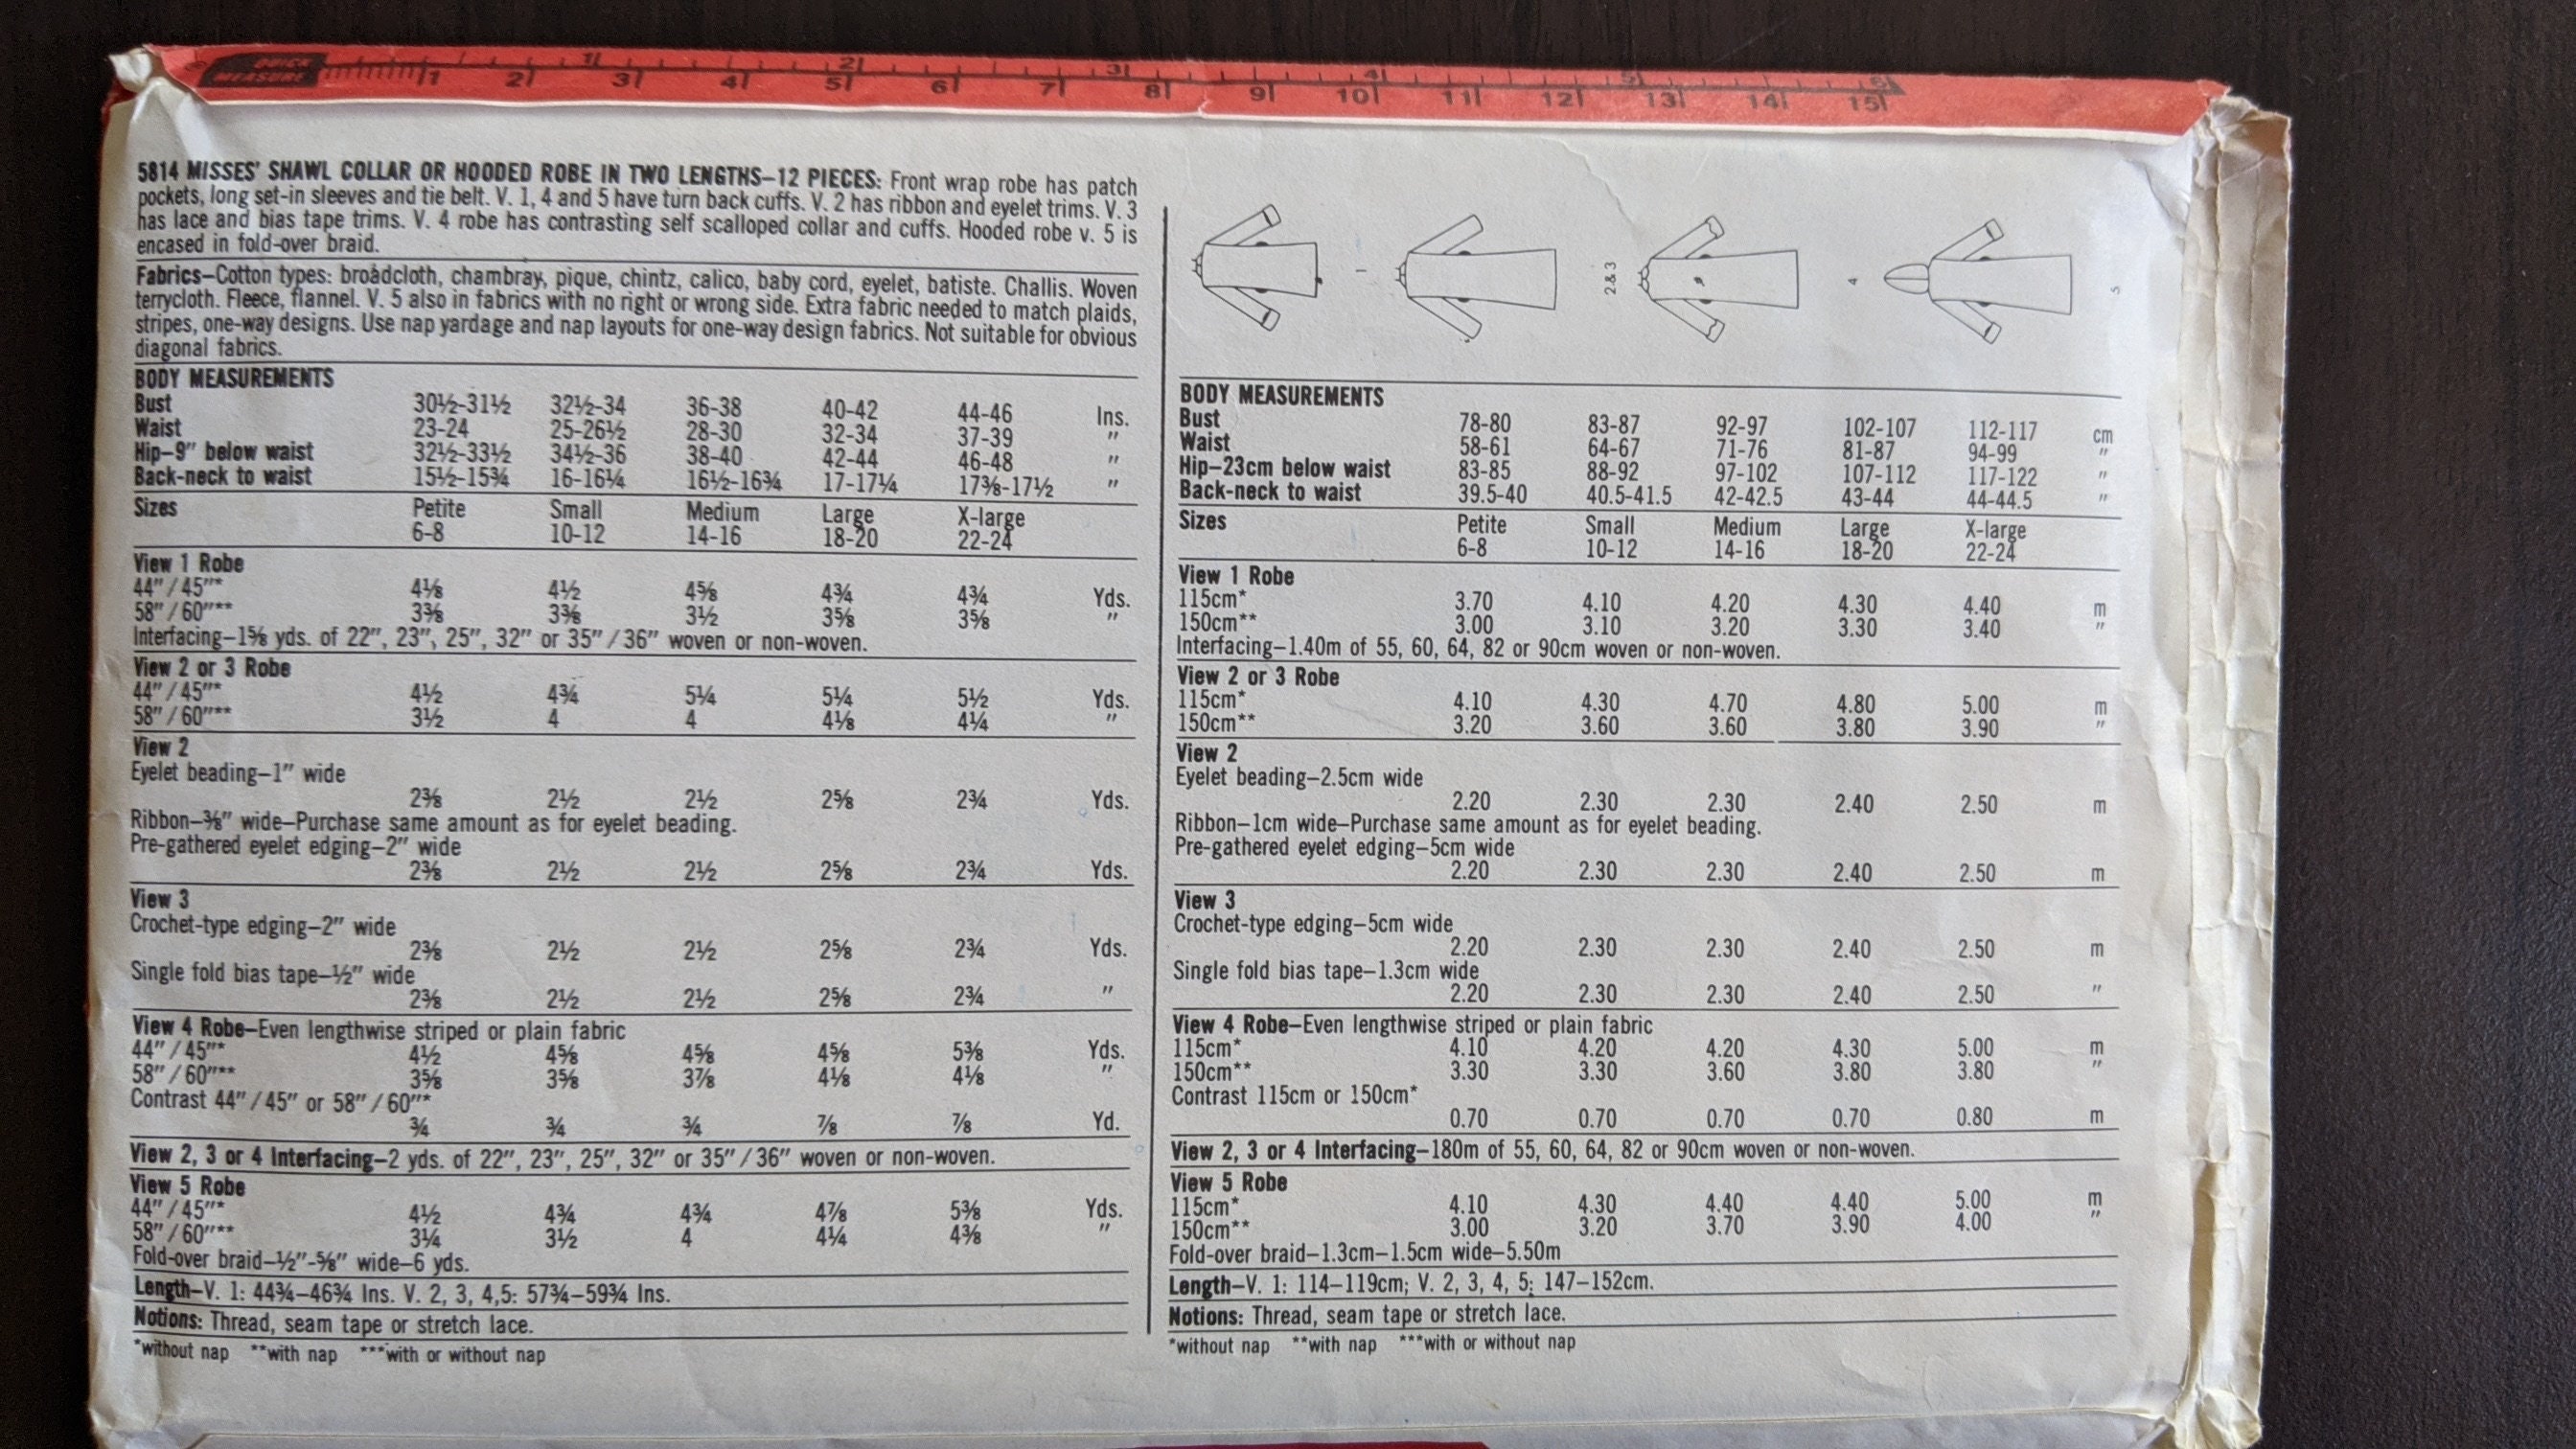 QUICK MEASURE
1 2 3 4 5 6 7 8 9 10 11 12 13 14 15
1 2 3 4 5 6
5814 MISSES' SHAWL COLLAR OR HOODED ROBE IN TWO LENGTHS–12 PIECES: Front wrap robe has patch
pockets, long set-in sleeves and tie belt. V. 1, 4 and 5 have turn back cuffs. V. 2 has ribbon and eyelet trims. V. 3
has lace and bias tape trims. V. 4 robe has contrasting self scalloped collar and cuffs. Hooded robe v. 5 is
encased in fold-over braid.
Fabrics–Cotton types: broadcloth, chambray, pique, chintz, calico, baby cord, eyelet, batiste. Challis. Woven
terrycloth. Fleece, flannel. V. 5 also in fabrics with no right or wrong side. Extra fabric needed to match plaids,
stripes, one-way designs. Use nap yardage and nap layouts for one-way design fabrics. Not suitable for obvious
diagonal fabrics.
BODY MEASUREMENTS
Bust 30½-31½ 32½-34 36-38 40-42 44-46 Ins.
Waist 23-24 25-26½ 28-30 32-34 37-39 "
Hip–9" below waist 32½-33½ 34½-36 38-40 42-44 46-48 "
Back-neck to waist 15½-15¾ 16-16¼ 16½-16¾ 17-17¼ 17⅜-17½ "
Sizes Petite Small Medium Large X-large
6-8 10-12 14-16 18-20 22-24
View 1 Robe
44"/45"* 4⅛ 4½ 4⅝ 4¾ 4¾ Yds.
58"/60"** 3⅜ 3⅜ 3½ 3⅝ 3⅝ "
Interfacing–1⅝ yds. of 22", 23", 25", 32" or 35"/36" woven or non-woven.
View 2 or 3 Robe
44"/45"* 4½ 4¾ 5¼ 5¼ 5½ Yds.
58"/60"** 3½ 4 4 4⅛ 4¼ "
View 2
Eyelet beading–1" wide
2⅜ 2½ 2½ 2⅝ 2¾ Yds.
Ribbon–⅜" wide–Purchase same amount as for eyelet beading.
Pre-gathered eyelet edging–2" wide
2⅜ 2½ 2½ 2⅝ 2¾ Yds.
View 3
Crochet-type edging–2" wide
2⅜ 2½ 2½ 2⅝ 2¾ Yds.
Single fold bias tape–½" wide
2⅜ 2½ 2½ 2⅝ 2¾ "
View 4 Robe–Even lengthwise striped or plain fabric
44"/45"* 4½ 4⅝ 4⅝ 4⅝ 5⅜ Yds.
58"/60"** 3⅝ 3⅝ 3⅞ 4⅛ 4⅛ "
Contrast 44"/45" or 58"/60"*
¾ ¾ ¾ ⅞ ⅞ Yd.
View 2, 3 or 4 Interfacing–2 yds. of 22", 23", 25", 32" or 35"/36" woven or non-woven.
View 5 Robe
44"/45"* 4½ 4¾ 4¾ 4⅞ 5⅜ Yds.
58"/60"** 3¼ 3½ 4 4¼ 4⅜ "
Fold-over braid–½"-⅝" wide–6 yds.
Length–V. 1: 44¾–46¾ Ins. V. 2, 3, 4,5: 57¾–59¾ Ins.
Notions: Thread, seam tape or stretch lace.
*without nap **with nap ***with or without nap
1 2&3 4 5
BODY MEASUREMENTS
Bust 78-80 83-87 92-97 102-107 112-117 cm
Waist 58-61 64-67 71-76 81-87 94-99 "
Hip–23cm below waist 83-85 88-92 97-102 107-112 117-122 "
Back-neck to waist 39.5-40 40.5-41.5 42-42.5 43-44 44-44.5 "
Sizes Petite Small Medium Large X-large
6-8 10-12 14-16 18-20 22-24
View 1 Robe
115cm* 3.70 4.10 4.20 4.30 4.40 m
150cm** 3.00 3.10 3.20 3.30 3.40 "
Interfacing–1.40m of 55, 60, 64, 82 or 90cm woven or non-woven.
View 2 or 3 Robe
115cm* 4.10 4.30 4.70 4.80 5.00 m
150cm** 3.20 3.60 3.60 3.80 3.90 "
View 2
Eyelet beading–2.5cm wide
2.20 2.30 2.30 2.40 2.50 m
Ribbon–1cm wide–Purchase same amount as for eyelet beading.
Pre-gathered eyelet edging–5cm wide
2.20 2.30 2.30 2.40 2.50 m
View 3
Crochet-type edging–5cm wide
2.20 2.30 2.30 2.40 2.50 m
Single fold bias tape–1.3cm wide
2.20 2.30 2.30 2.40 2.50 "
View 4 Robe–Even lengthwise striped or plain fabric
115cm* 4.10 4.20 4.20 4.30 5.00 m
150cm** 3.30 3.30 3.60 3.80 3.80 "
Contrast 115cm or 150cm*
0.70 0.70 0.70 0.70 0.80 m
View 2, 3 or 4 Interfacing–180m of 55, 60, 64, 82 or 90cm woven or non-woven.
View 5 Robe
115cm* 4.10 4.30 4.40 4.40 5.00 m
150cm** 3.00 3.20 3.70 3.90 4.00 "
Fold-over braid–1.3cm–1.5cm wide–5.50m
Length–V. 1: 114–119cm; V. 2, 3, 4, 5: 147–152cm.
Notions: Thread, seam tape or stretch lace.
*without nap **with nap ***with or without nap